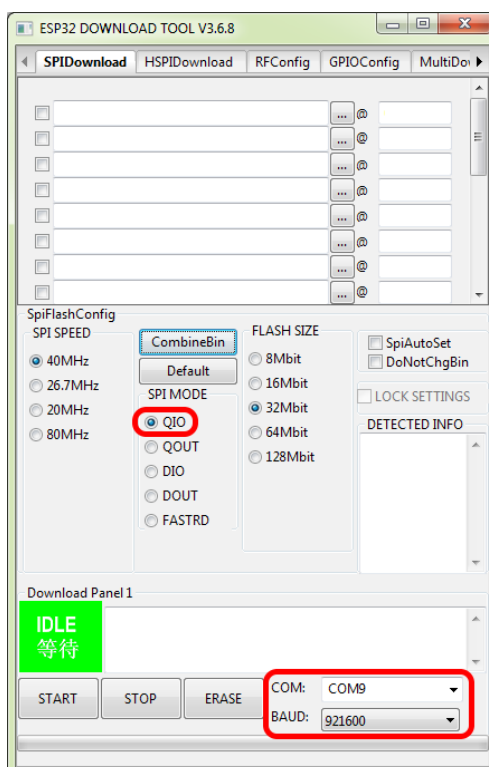 ESP32 DOWNLOAD TOOL V3.6.8
SPIDownload HSPIDownload RFConfig GPIOConfig MultiDo
... @
... @
... @
... @
... @
... @
... @
... @
SpiFlashConfig
SPI SPEED
40MHz
26.7MHz
20MHz
80MHz
CombineBin
Default
SPI MODE
QIO
QOUT
DIO
DOUT
FASTRD
FLASH SIZE
8Mbit
16Mbit
32Mbit
64Mbit
128Mbit
SpiAutoSet
DoNotChgBin
LOCK SETTINGS
DETECTED INFO
Download Panel 1
IDLE
等待
START STOP ERASE
COM: COM9
BAUD: 921600